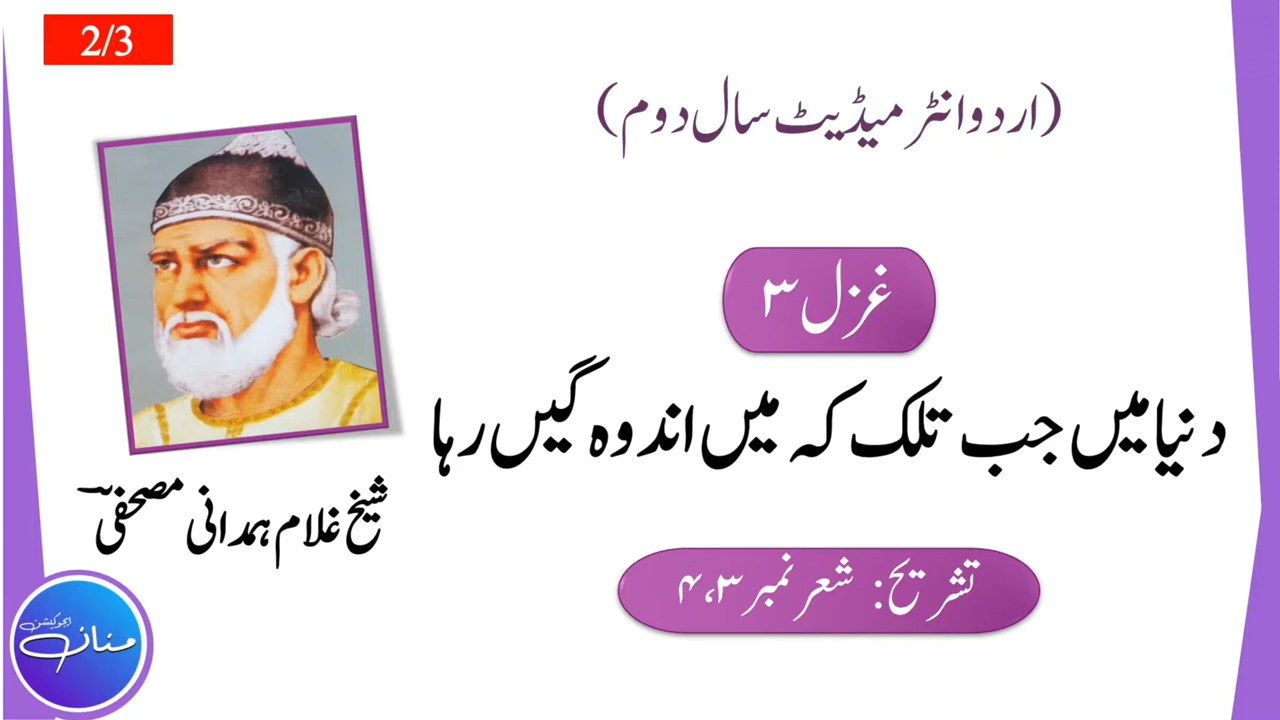 2/3
(اردو انٹر میڈیٹ سال دوم)
غزل ۳
دنیا میں جب تلک کہ میں اندوہ گیں رہا
شیخ غلام ہمدانی مصحفیؔ
تشریح: شعر نمبر ۳،۴
ایجوکیشن
منان